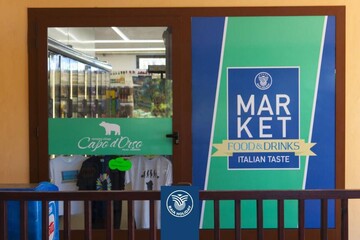 Capo d'Orso
MAR
KET
FOOD & DRINKS
ITALIAN TASTE